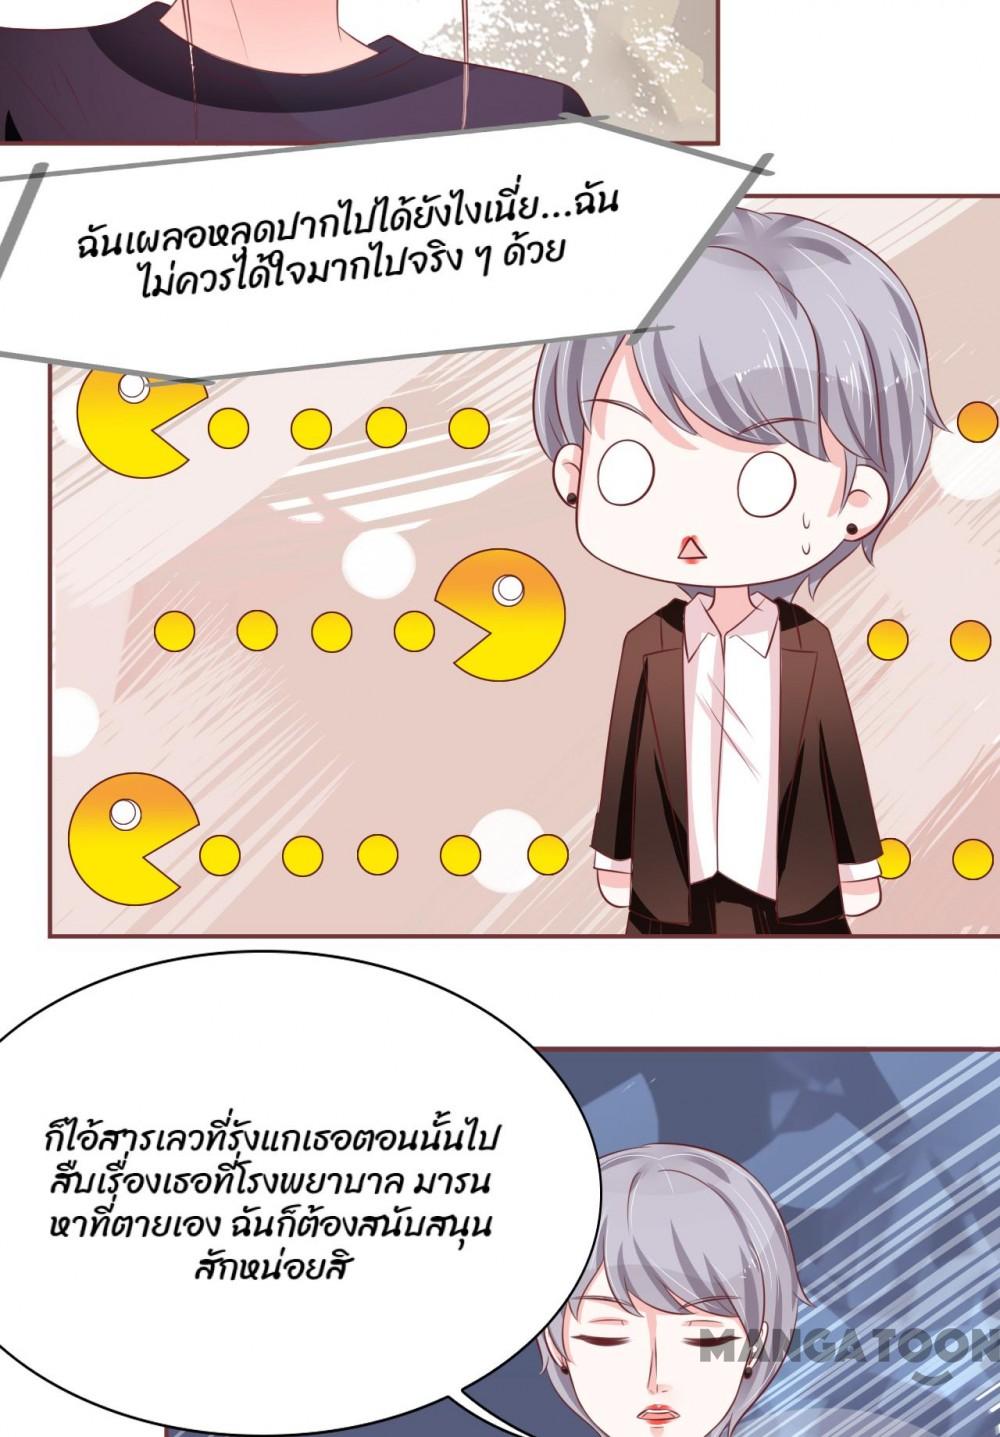 ฉันเผลอหลุดปากไปได้ยังไงเนี่ย...ฉัน
ไม่ควรได้ใจมากไปจริง ๆ ด้วย
ก็ไอ้สารเลวที่รังแกเธอตอนนั้นไป
สืบเรื่องเธอที่โรงพยาบาล มารน
หาที่ตายเอง ฉันก็ต้องสนับสนุน
สักหน่อยสิ
MANGATOON